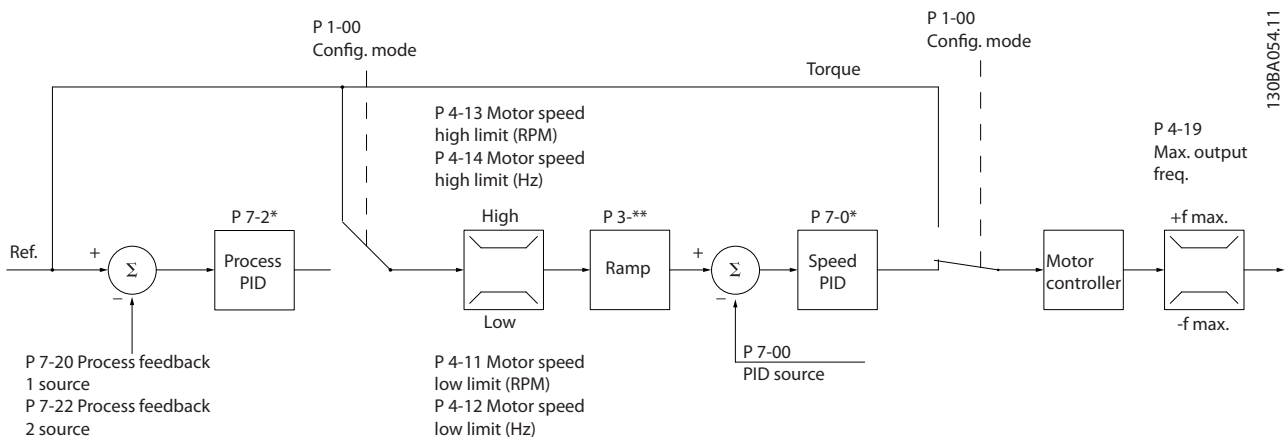 P 1-00
Config. mode
P 1-00
Config. mode
130BA054.11
Torque
P 4-13 Motor speed
high limit (RPM)
P 4-14 Motor speed
high limit (Hz)
P 4-19
Max. output
freq.
P 7-2*
High
P 3-**
P 7-0*
+f max.
Ref.
+
Σ
_
Process
PID
Ramp
+
Σ
_
Speed
PID
Motor
controller
Low
-f max.
P 7-20 Process feedback
1 source
P 7-22 Process feedback
2 source
P 4-11 Motor speed
low limit (RPM)
P 4-12 Motor speed
low limit (Hz)
P 7-00
PID source